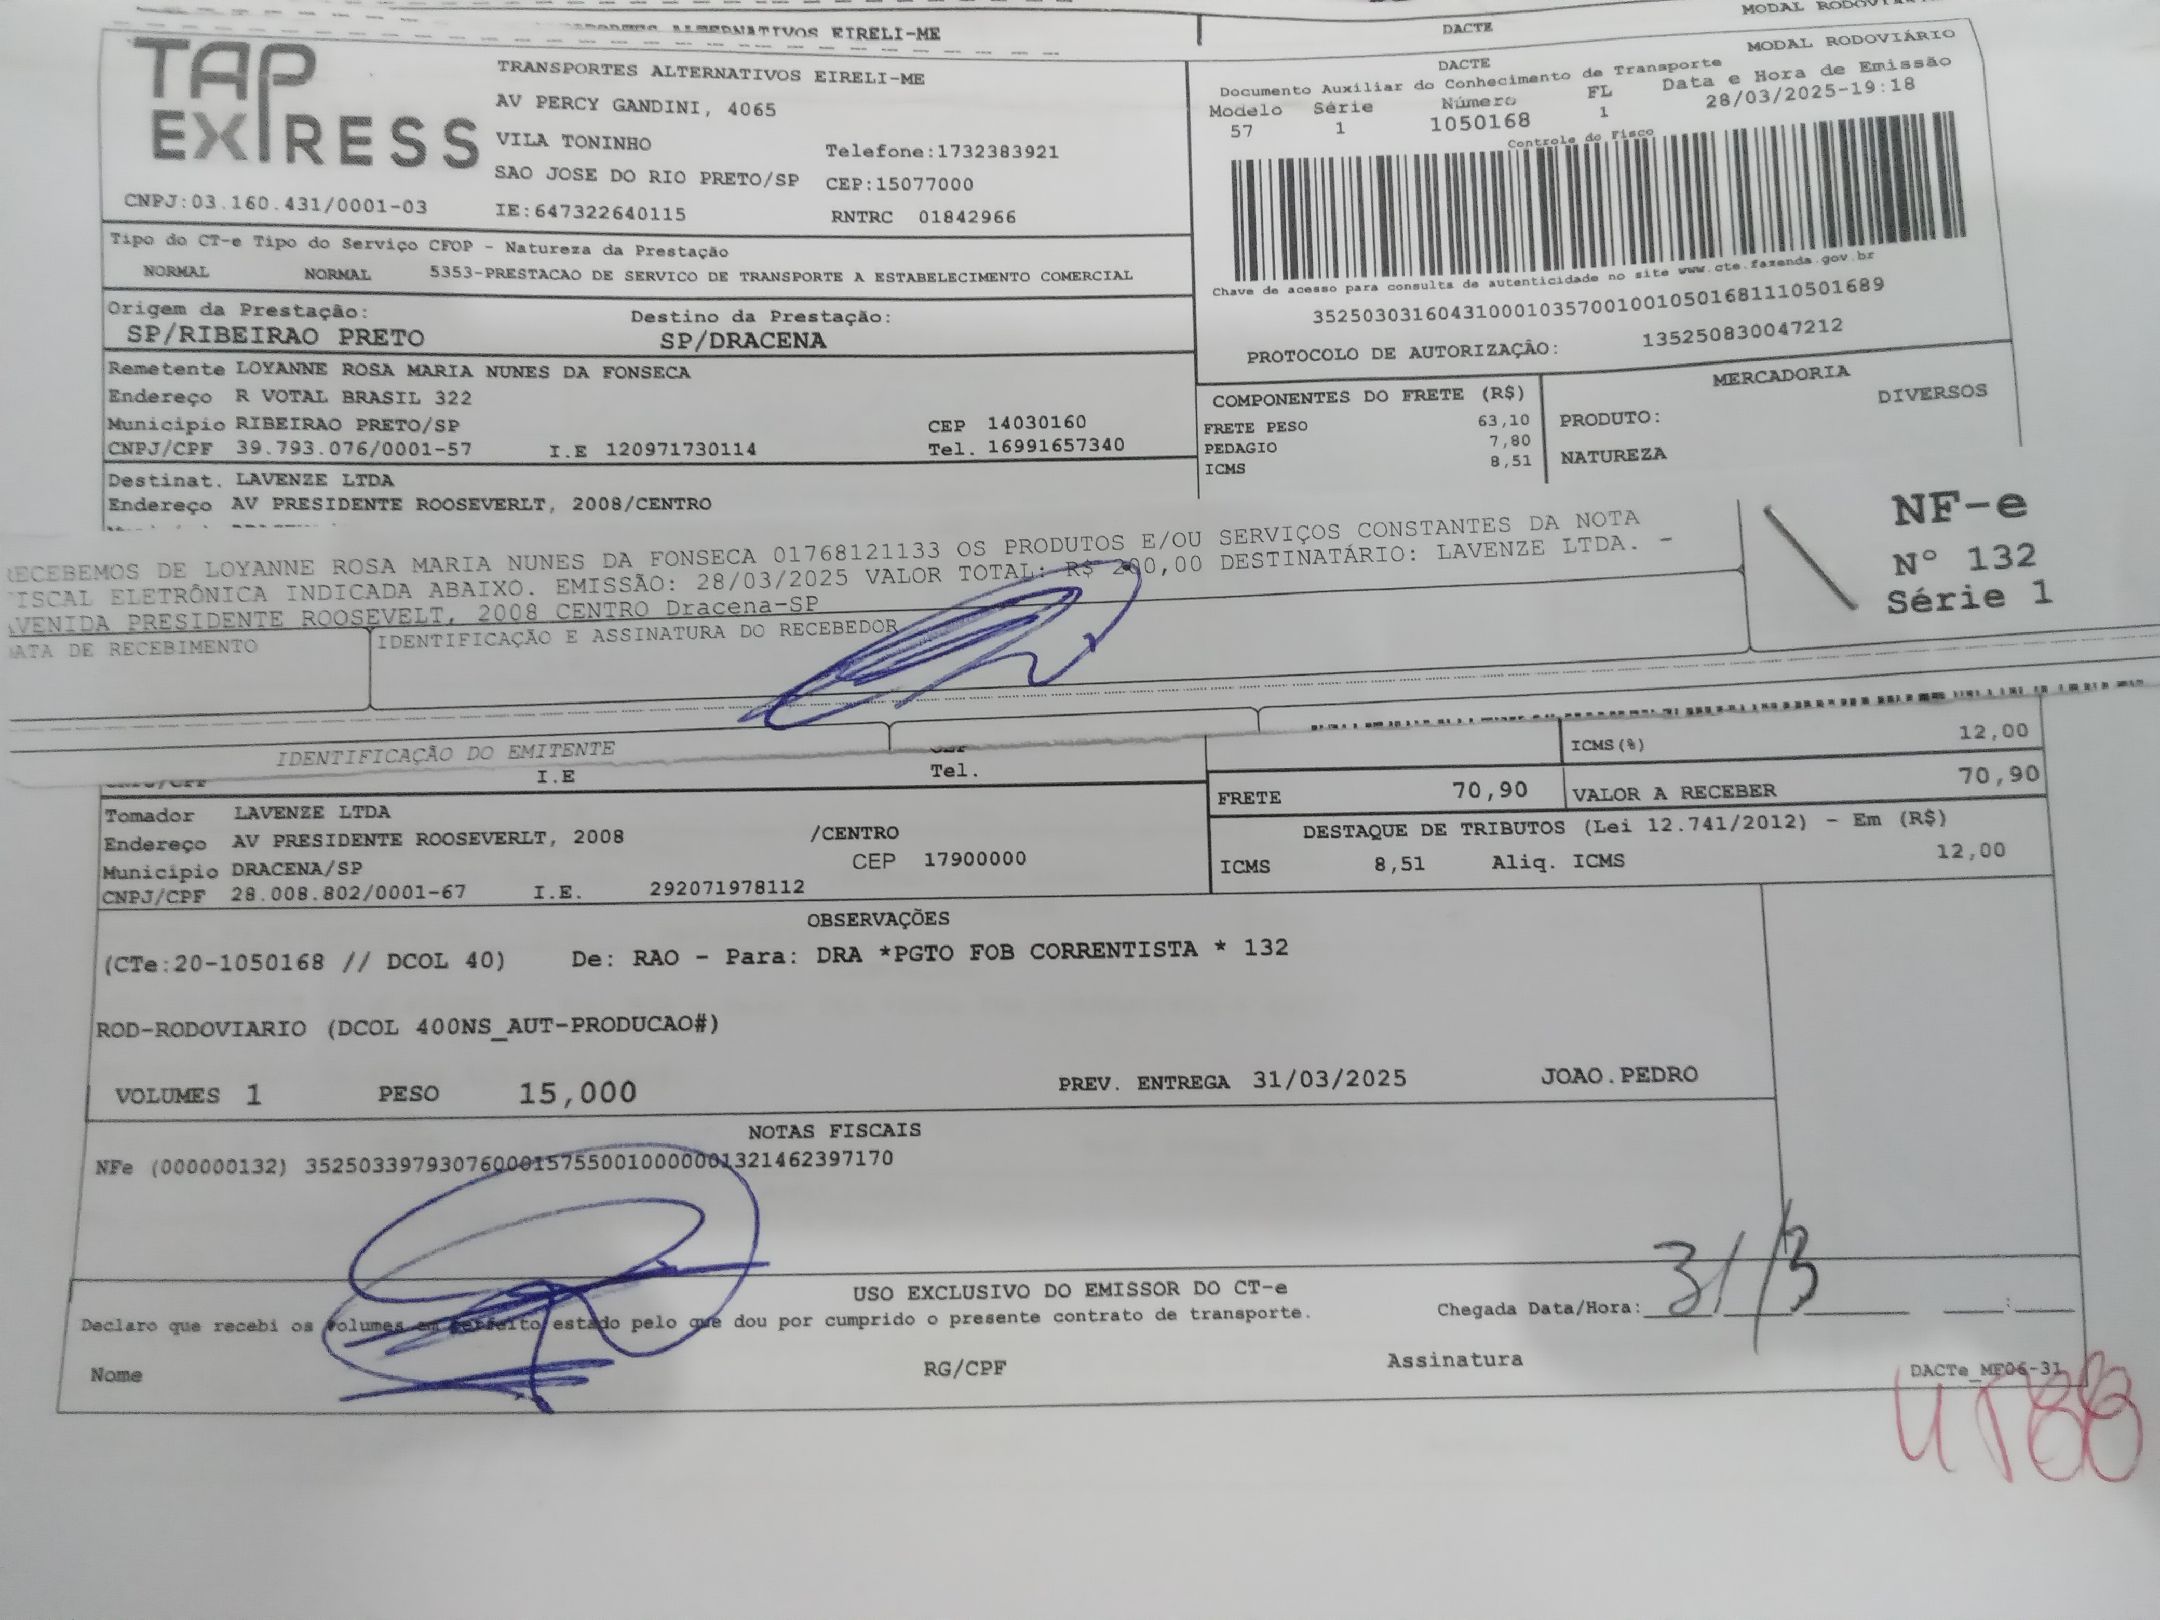 ALTERNATIVOS EIRELI-ME
DACTE
MODAL RODOVIÁRIO
TAP EXPRESS
TRANSPORTES ALTERNATIVOS EIRELI-ME
AV PERCY GANDINI, 4065
VILA TONINHO
Telefone:1732383921
SAO JOSE DO RIO PRETO/SP CEP:15077000
CNPJ:03.160.431/0001-03 IE:647322640115 RNTRC 01842966
DACTE
MODAL RODOVIÁRIO
Documento Auxiliar do Conhecimento de Transporte
Modelo Série Número FL Data e Hora de Emissão
57 1 1050168 1 28/03/2025-19:18
Controle do Fisco
Chave de acesso para consulta de autenticidade no site www.cte.fazenda.gov.br
35250303160431000103570010010501681110501689
PROTOCOLO DE AUTORIZAÇÃO: 135250830047212
Tipo do CT-e Tipo do Serviço CFOP - Natureza da Prestação
NORMAL NORMAL 5353-PRESTACAO DE SERVICO DE TRANSPORTE A ESTABELECIMENTO COMERCIAL
Origem da Prestação: Destino da Prestação:
SP/RIBEIRAO PRETO SP/DRACENA
Remetente LOYANNE ROSA MARIA NUNES DA FONSECA
Endereço R VOTAL BRASIL 322
Municipio RIBEIRAO PRETO/SP CEP 14030160
CNPJ/CPF 39.793.076/0001-57 I.E 120971730114 Tel. 16991657340
COMPONENTES DO FRETE (R$)
FRETE PESO 63,10
PEDAGIO 7,80
ICMS 8,51
MERCADORIA
PRODUTO: DIVERSOS
NATUREZA
Destinat. LAVENZE LTDA
Endereço AV PRESIDENTE ROOSEVERLT, 2008/CENTRO
RECEBEMOS DE LOYANNE ROSA MARIA NUNES DA FONSECA 01768121133 OS PRODUTOS E/OU SERVIÇOS CONSTANTES DA NOTA
FISCAL ELETRÔNICA INDICADA ABAIXO. EMISSÃO: 28/03/2025 VALOR TOTAL: R$ 200,00 DESTINATÁRIO: LAVENZE LTDA. -
AVENIDA PRESIDENTE ROOSEVELT, 2008 CENTRO Dracena-SP
DATA DE RECEBIMENTO IDENTIFICAÇÃO E ASSINATURA DO RECEBEDOR
NF-e
Nº 132
Série 1
IDENTIFICAÇÃO DO EMITENTE
I.E Tel.
ICMS(%) 12,00
FRETE 70,90 VALOR A RECEBER 70,90
Tomador LAVENZE LTDA
Endereço AV PRESIDENTE ROOSEVERLT, 2008 /CENTRO
Municipio DRACENA/SP CEP 17900000
CNPJ/CPF 28.008.802/0001-67 I.E. 292071978112
DESTAQUE DE TRIBUTOS (Lei 12.741/2012) - Em (R$)
ICMS 8,51 Aliq. ICMS 12,00
OBSERVAÇÕES
(CTe:20-1050168 // DCOL 40) De: RAO - Para: DRA *PGTO FOB CORRENTISTA * 132
ROD-RODOVIARIO (DCOL 400NS_AUT-PRODUCAO#)
VOLUMES 1 PESO 15,000 PREV. ENTREGA 31/03/2025 JOAO.PEDRO
NOTAS FISCAIS
NFe (000000132) 35250339793076000157550010000001321462397170
USO EXCLUSIVO DO EMISSOR DO CT-e
Declaro que recebi os volumes em perfeito estado pelo que dou por cumprido o presente contrato de transporte.
Chegada Data/Hora: 31/3
Nome RG/CPF Assinatura
DACTe_ME06-31